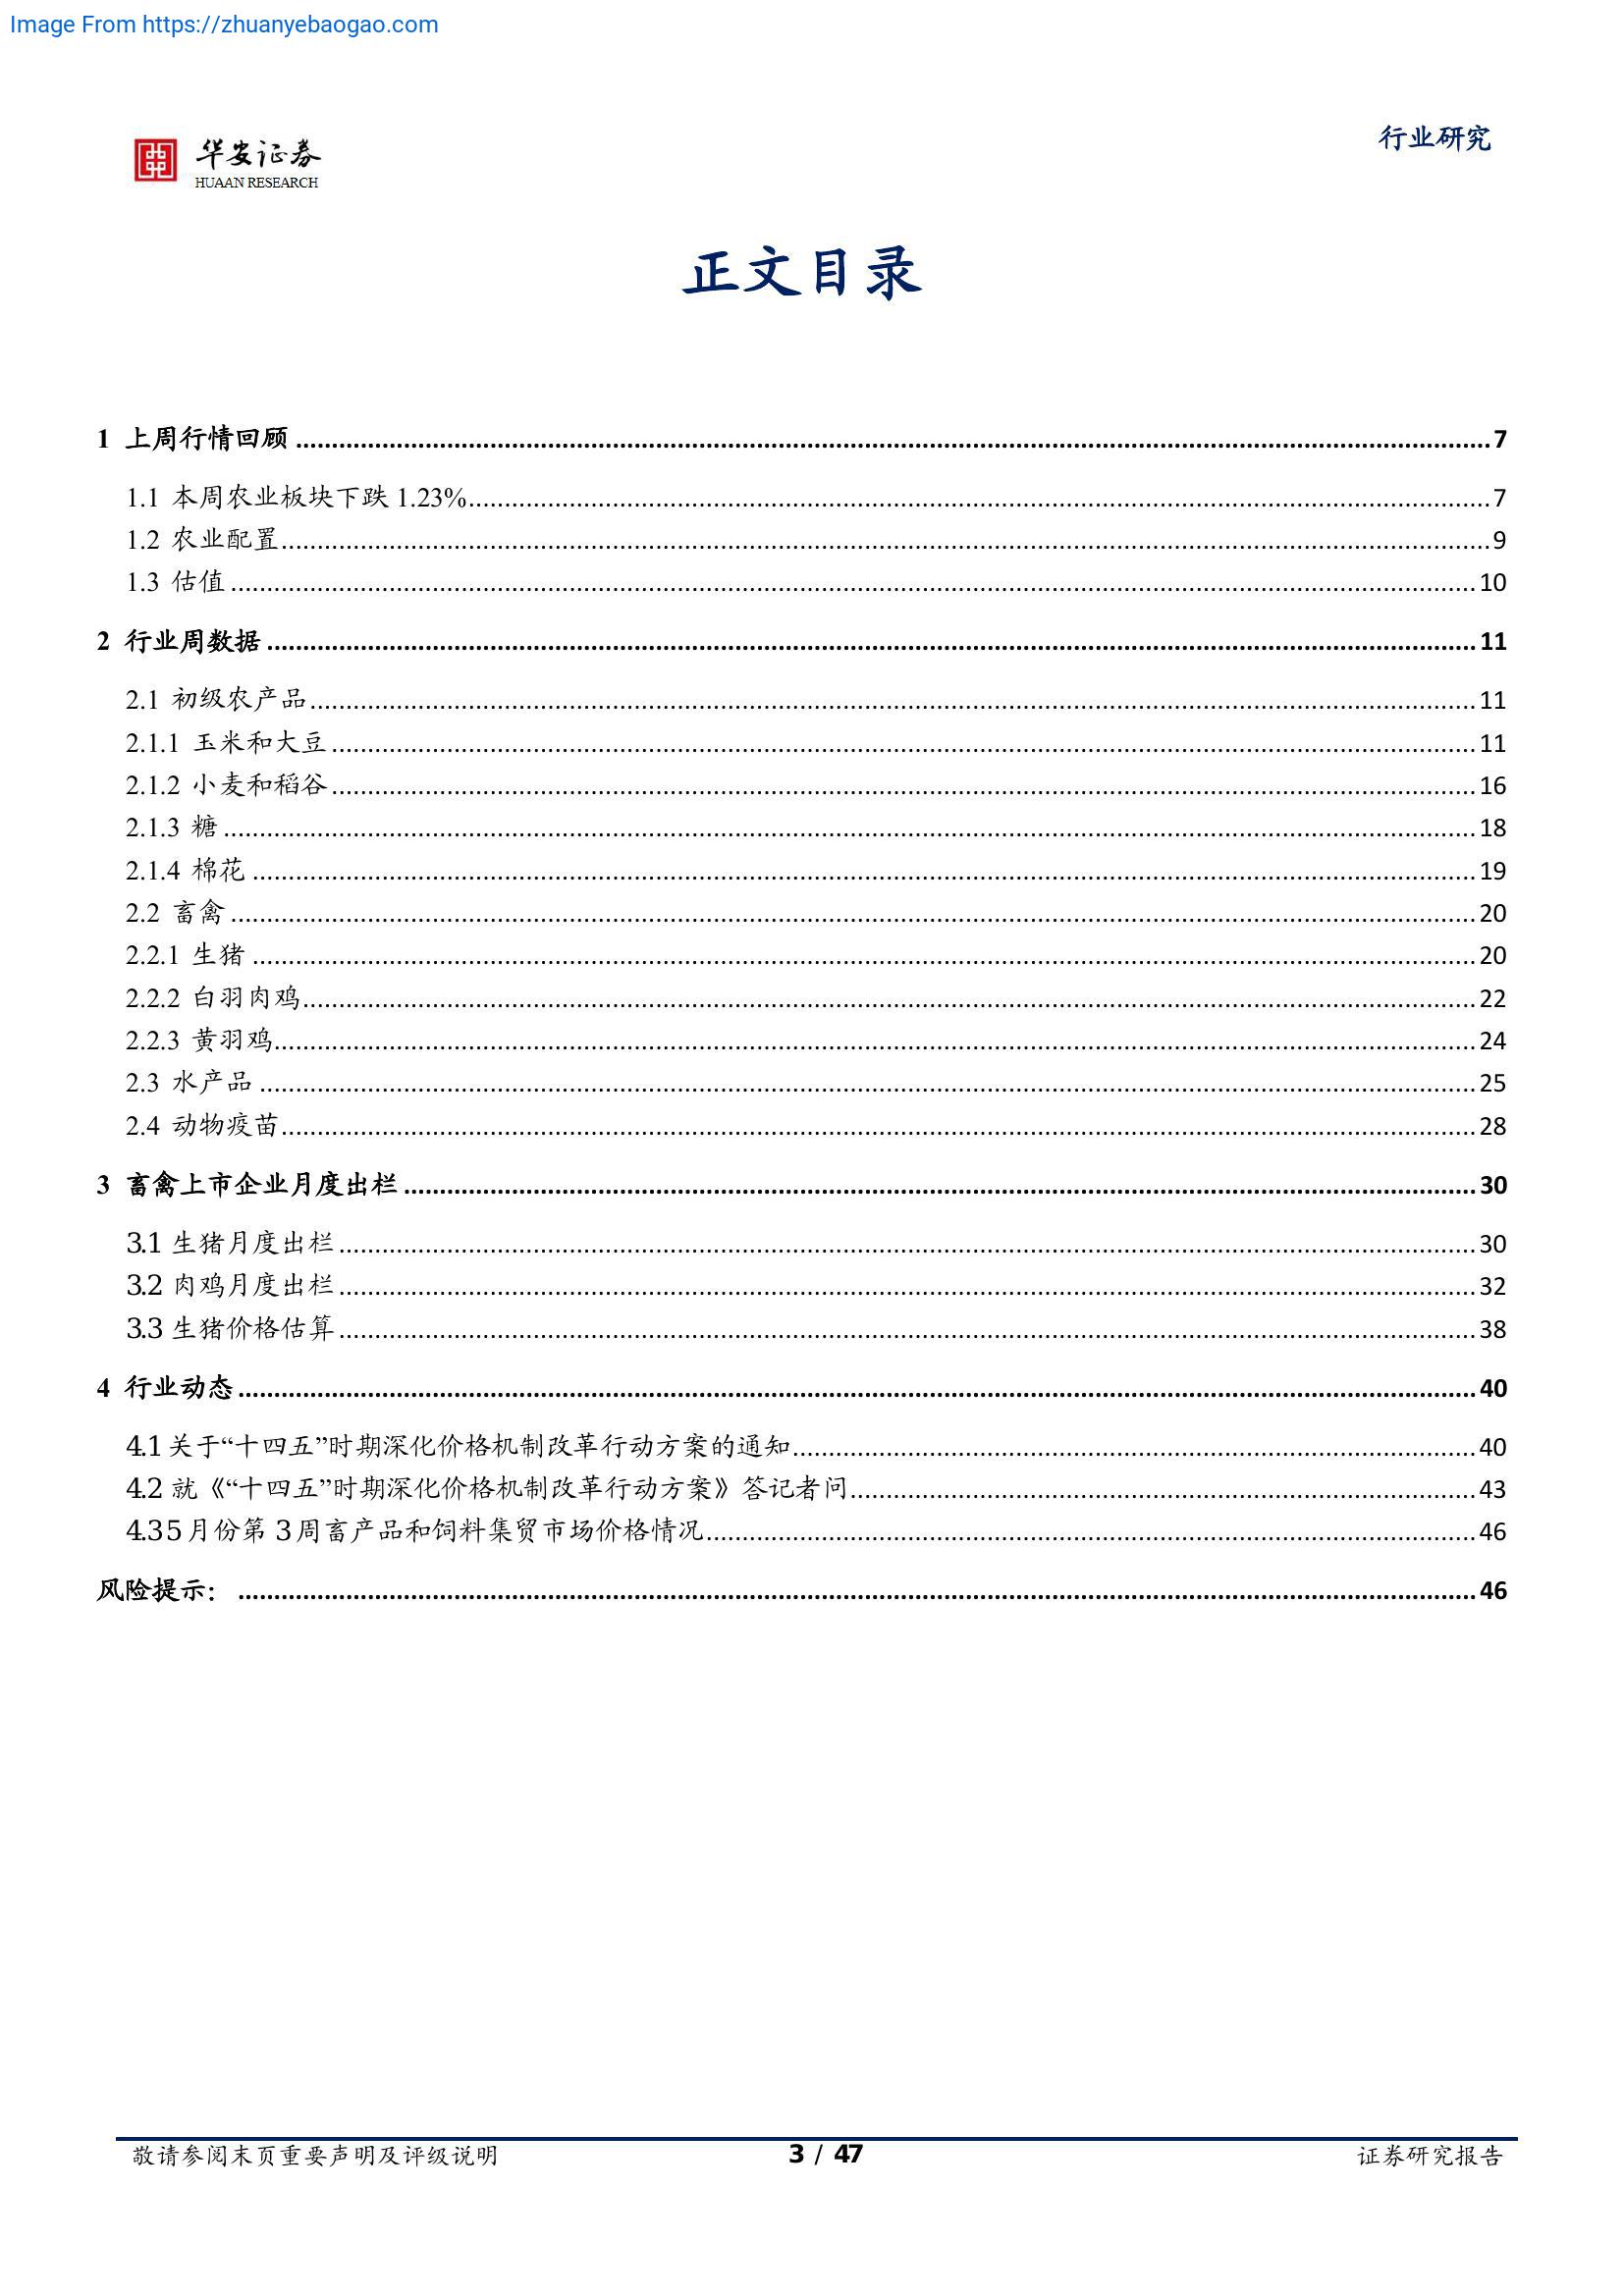 Image From https://zhuanyebaogao.com
华安证券
HUAAN RESEARCH
行业研究
正文目录
1 上周行情回顾 ........ 7
1.1 本周农业板块下跌 1.23% ........ 7
1.2 农业配置 ........ 9
1.3 估值 ........ 10
2 行业周数据 ........ 11
2.1 初级农产品 ........ 11
2.1.1 玉米和大豆 ........ 11
2.1.2 小麦和稻谷 ........ 16
2.1.3 糖 ........ 18
2.1.4 棉花 ........ 19
2.2 畜禽 ........ 20
2.2.1 生猪 ........ 20
2.2.2 白羽肉鸡 ........ 22
2.2.3 黄羽鸡 ........ 24
2.3 水产品 ........ 25
2.4 动物疫苗 ........ 28
3 畜禽上市企业月度出栏 ........ 30
3.1 生猪月度出栏 ........ 30
3.2 肉鸡月度出栏 ........ 32
3.3 生猪价格估算 ........ 38
4 行业动态 ........ 40
4.1 关于“十四五”时期深化价格机制改革行动方案的通知 ........ 40
4.2 就《“十四五”时期深化价格机制改革行动方案》答记者问 ........ 43
4.3 5 月份第 3 周畜产品和饲料集贸市场价格情况 ........ 46
风险提示： ........ 46
敬请参阅末页重要声明及评级说明
3 / 47
证券研究报告